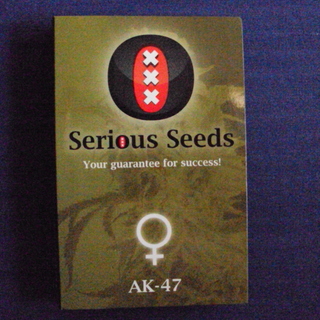 Serious Seeds
Your guarantee for success!
AK-47